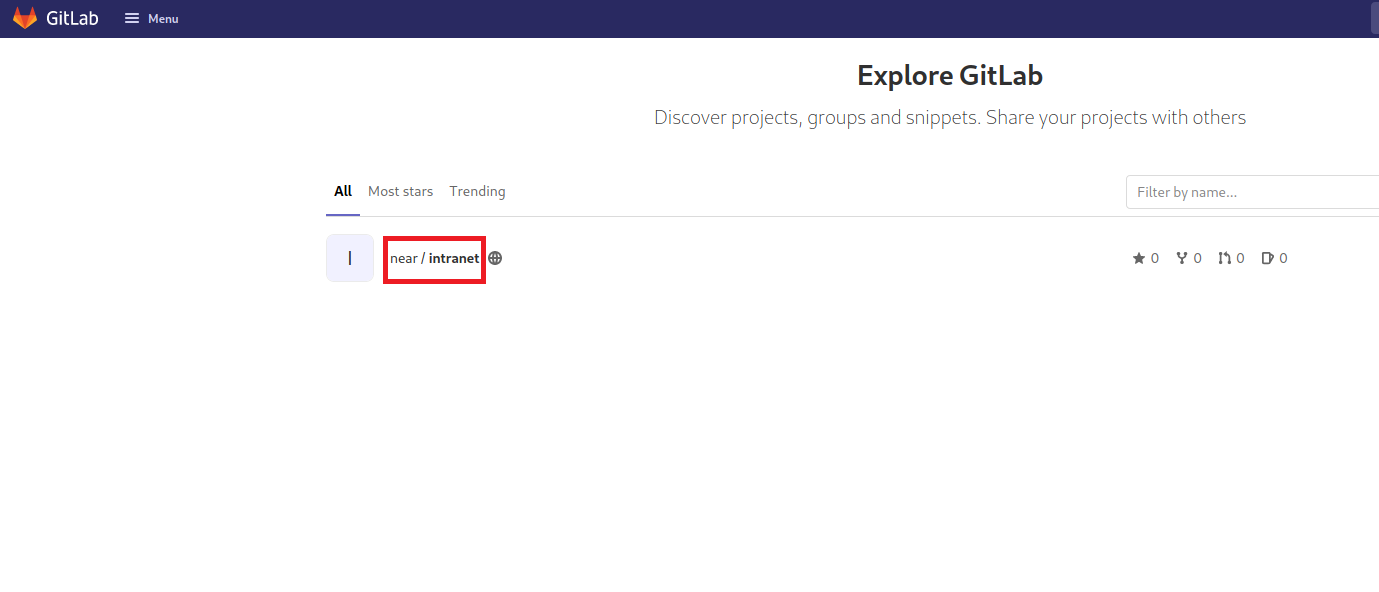 GitLab Menu
Explore GitLab
Discover projects, groups and snippets. Share your projects with others
All Most stars Trending Filter by name...
I near / intranet 0 0 0 0